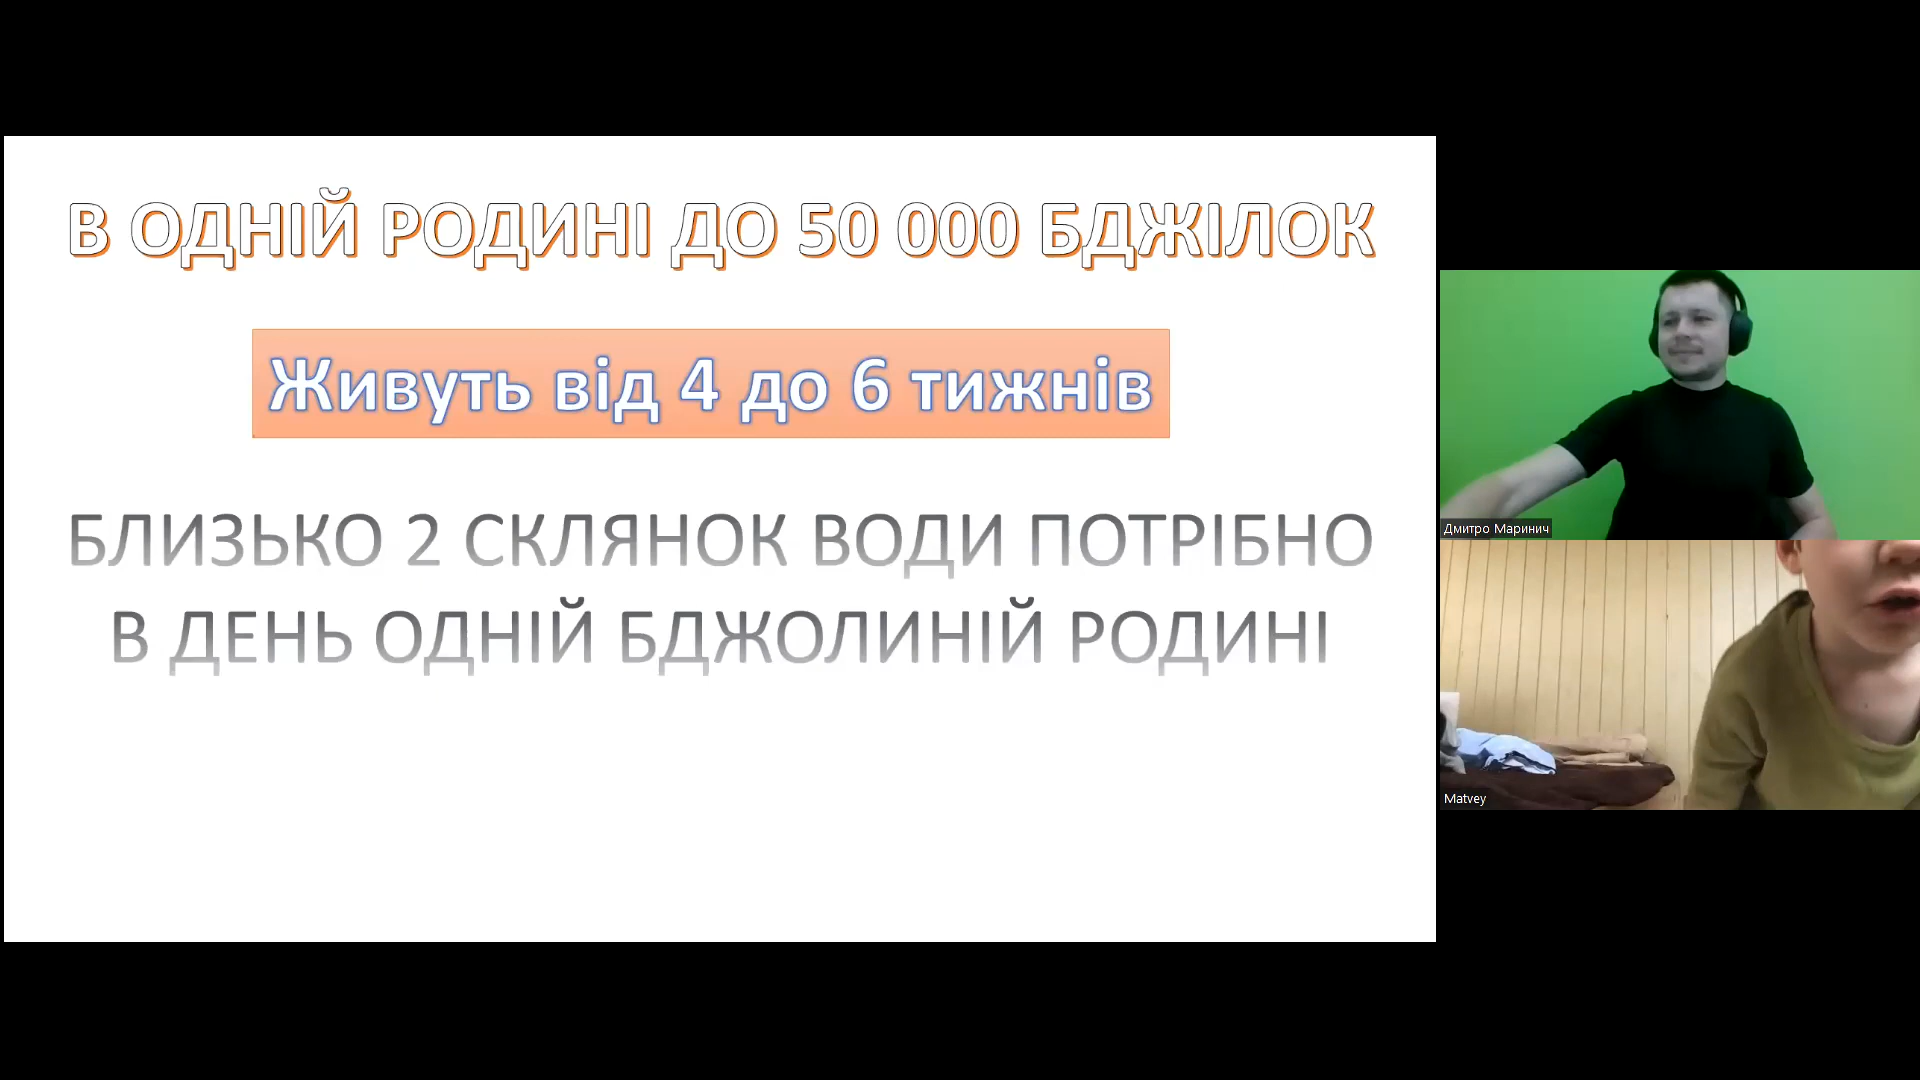 В ОДНІЙ РОДИНІ ДО 50 000 БДЖІЛОК
Живуть від 4 до 6 тижнів
БЛИЗЬКО 2 СКЛЯНОК ВОДИ ПОТРІБНО
В ДЕНЬ ОДНІЙ БДЖОЛИНІЙ РОДИНІ
Дмитро Маринич
Matvey